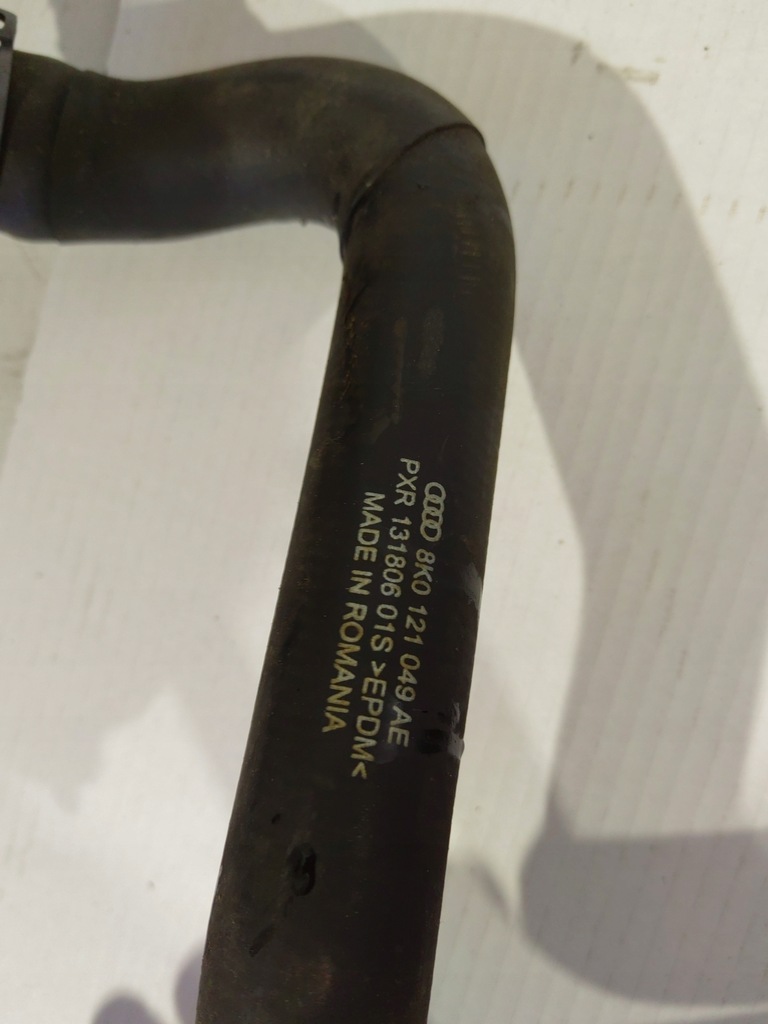 8K0 121 049 AE
PXR 131806 01S >EPDM<
MADE IN ROMANIA